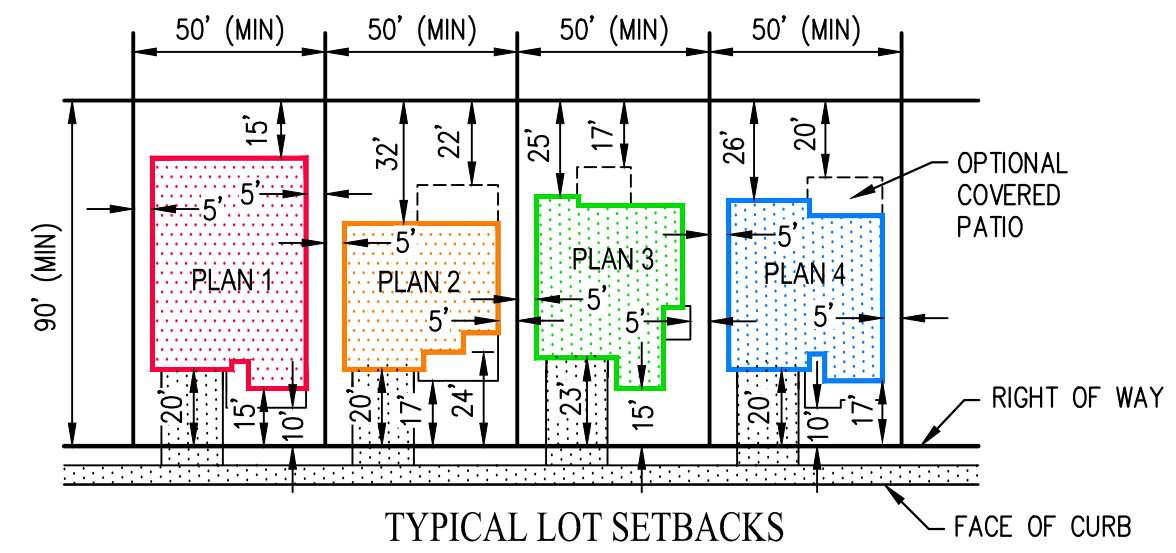 50' (MIN) 50' (MIN) 50' (MIN) 50' (MIN)
15' 32' 22' 25' 17' 26' 20'
OPTIONAL
COVERED
PATIO
5' 5' 5' 5'
5' 5' 5' 5'
90' (MIN)
PLAN 1 PLAN 2 PLAN 3 PLAN 4
20' 15' 10' 20' 17' 24' 23' 15' 20' 10' 17'
RIGHT OF WAY
FACE OF CURB
TYPICAL LOT SETBACKS